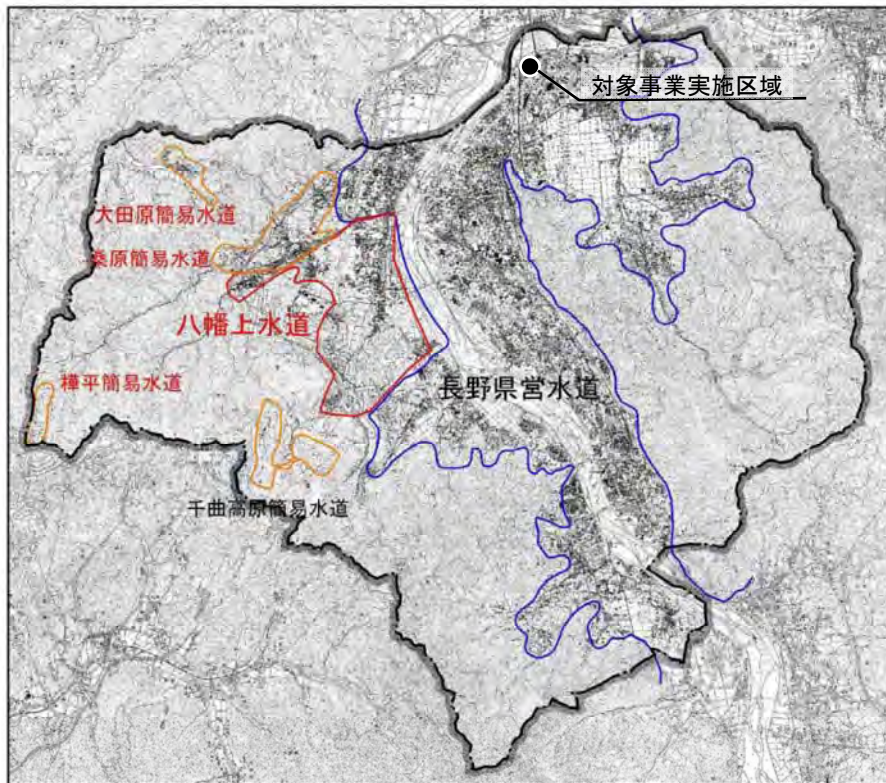 対象事業実施区域
大田原簡易水道
桑原簡易水道
八幡上水道
樺平簡易水道
長野県営水道
千曲高原簡易水道